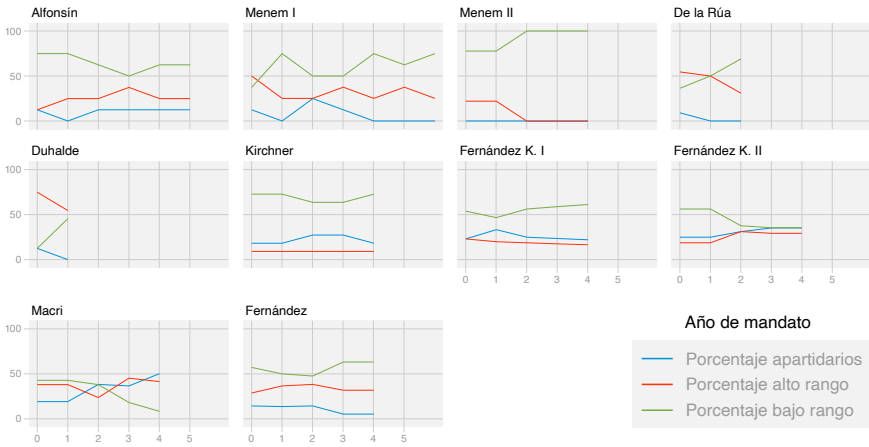 Alfonsín Menem I Menem II De la Rúa
100
50
0
Duhalde Kirchner Fernández K. I Fernández K. II
100
50
0
0 1 2 3 4 5 0 1 2 3 4 5
Macri Fernández
100
50
0
0 1 2 3 4 5 0 1 2 3 4 5
Año de mandato
Porcentaje apartidarios
Porcentaje alto rango
Porcentaje bajo rango